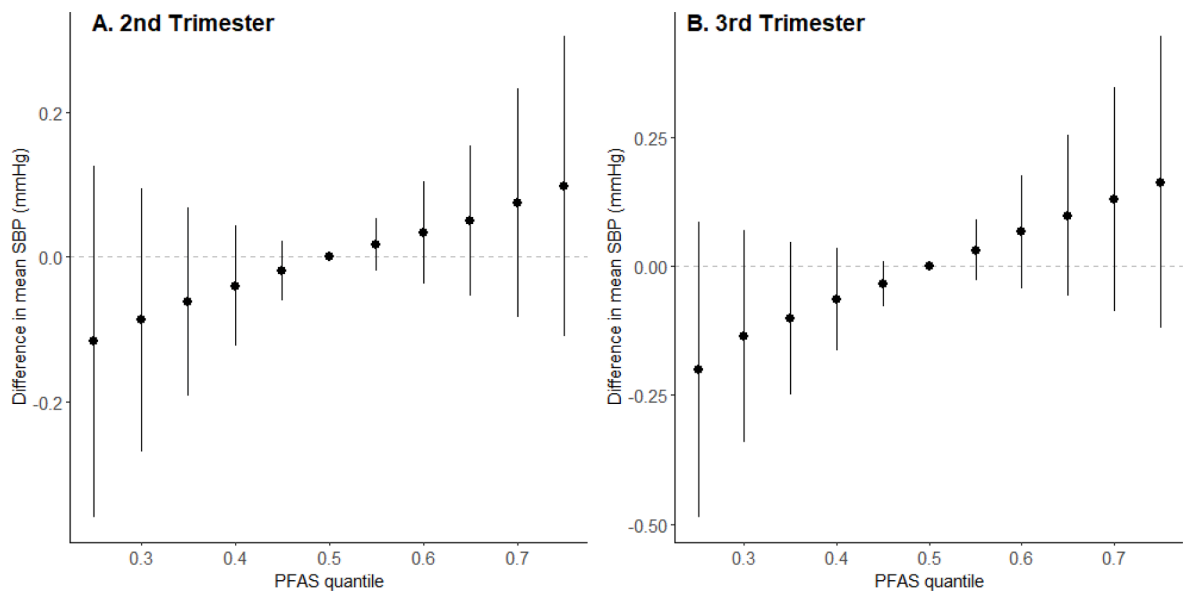 A. 2nd Trimester
Difference in mean SBP (mmHg)
0.2
0.0
-0.2
0.3 0.4 0.5 0.6 0.7
PFAS quantile
B. 3rd Trimester
Difference in mean SBP (mmHg)
0.25
0.00
-0.25
-0.50
0.3 0.4 0.5 0.6 0.7
PFAS quantile